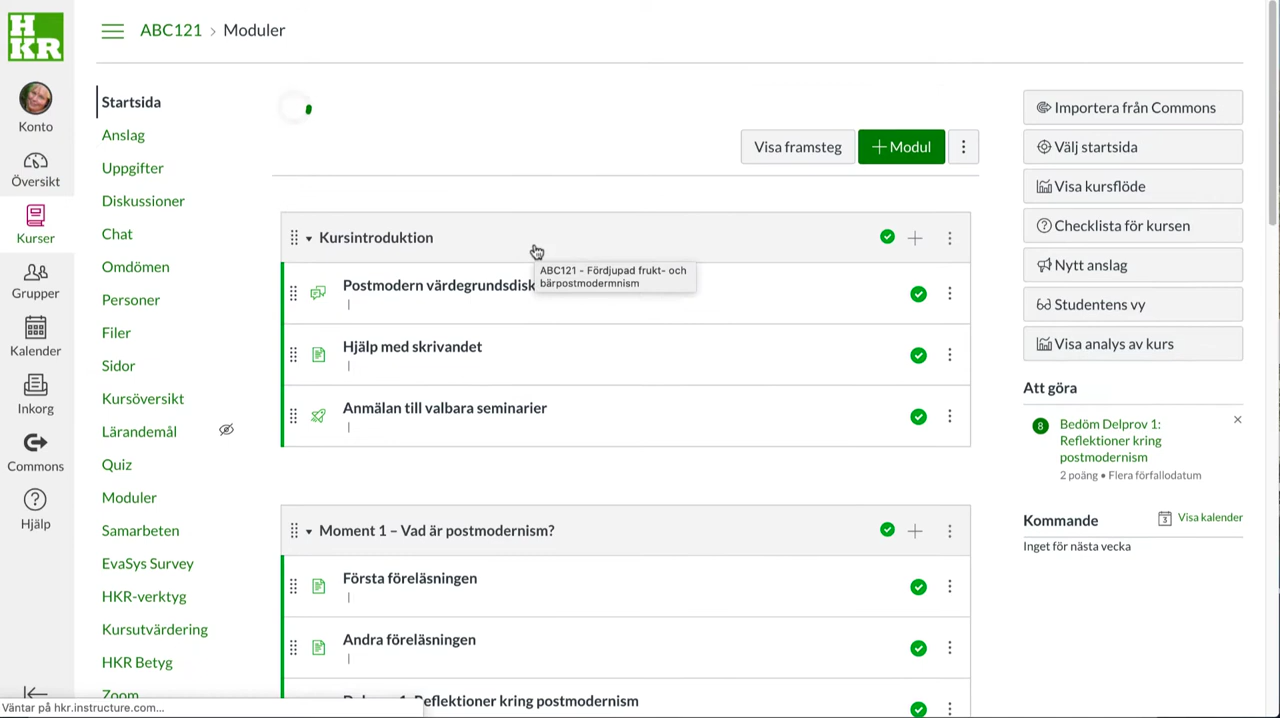 HKR
ABC121 › Moduler
Konto
Översikt
Kurser
Grupper
Kalender
Inkorg
Commons
Hjälp
Startsida
Anslag
Uppgifter
Diskussioner
Chat
Omdömen
Personer
Filer
Sidor
Kursöversikt
Lärandemål
Quiz
Moduler
Samarbeten
EvaSys Survey
HKR-verktyg
Kursutvärdering
HKR Betyg
Zoom
Väntar på hkr.instructure.com...
Visa framsteg
+ Modul
Kursintroduktion
ABC121 - Fördjupad frukt- och
bärpostmodermnism
Postmodern värdegrundsdisk
Hjälp med skrivandet
Anmälan till valbara seminarier
Moment 1 – Vad är postmodernism?
Första föreläsningen
Andra föreläsningen
Delprov 1: Reflektioner kring postmodernism
Importera från Commons
Välj startsida
Visa kursflöde
Checklista för kursen
Nytt anslag
Studentens vy
Visa analys av kurs
Att göra
8
Bedöm Delprov 1:
Reflektioner kring
postmodernism
2 poäng • Flera förfallodatum
Kommande
3 Visa kalender
Inget för nästa vecka